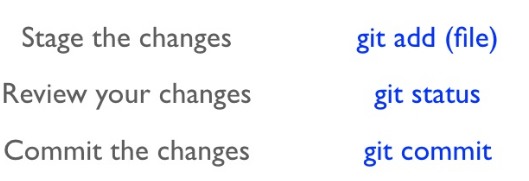 Stage the changes git add (file)
Review your changes git status
Commit the changes git commit